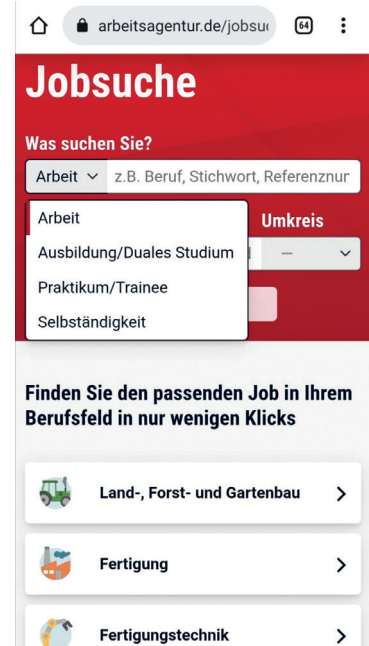 arbeitsagentur.de/jobsu
64
Jobsuche
Was suchen Sie?
Arbeit z.B. Beruf, Stichwort, Referenznur
Arbeit
Umkreis
Ausbildung/Duales Studium
—
Praktikum/Trainee
Selbständigkeit
Finden Sie den passenden Job in Ihrem
Berufsfeld in nur wenigen Klicks
Land-, Forst- und Gartenbau
Fertigung
Fertigungstechnik